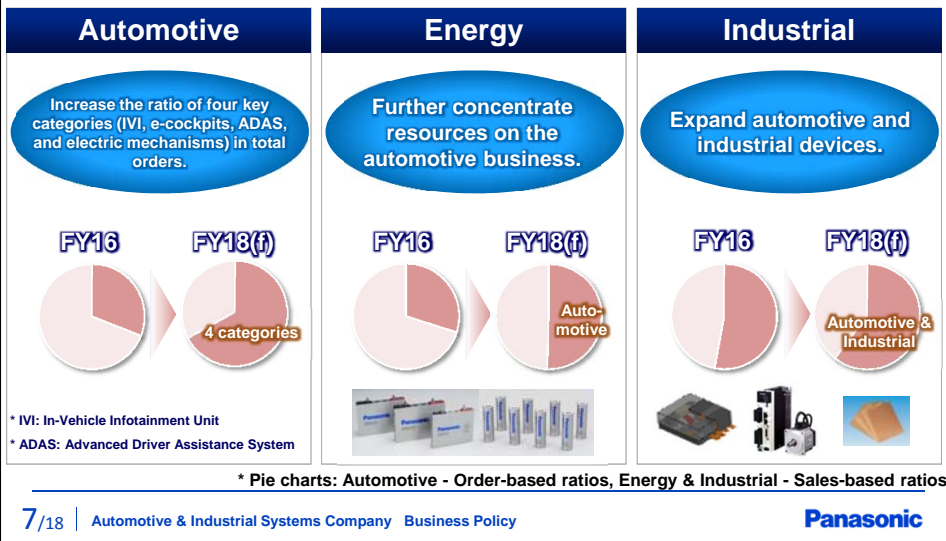 Automotive
Increase the ratio of four key
categories (IVI, e-cockpits, ADAS,
and electric mechanisms) in total
orders.
FY16
FY18(f)
4 categories
* IVI: In-Vehicle Infotainment Unit
* ADAS: Advanced Driver Assistance System
Energy
Further concentrate
resources on the
automotive business.
FY16
FY18(f)
Auto-
motive
Panasonic
Panasonic
Panasonic
Industrial
Expand automotive and
industrial devices.
FY16
FY18(f)
Automotive &
Industrial
* Pie charts: Automotive - Order-based ratios, Energy & Industrial - Sales-based ratios
7/18
Automotive & Industrial Systems Company Business Policy
Panasonic